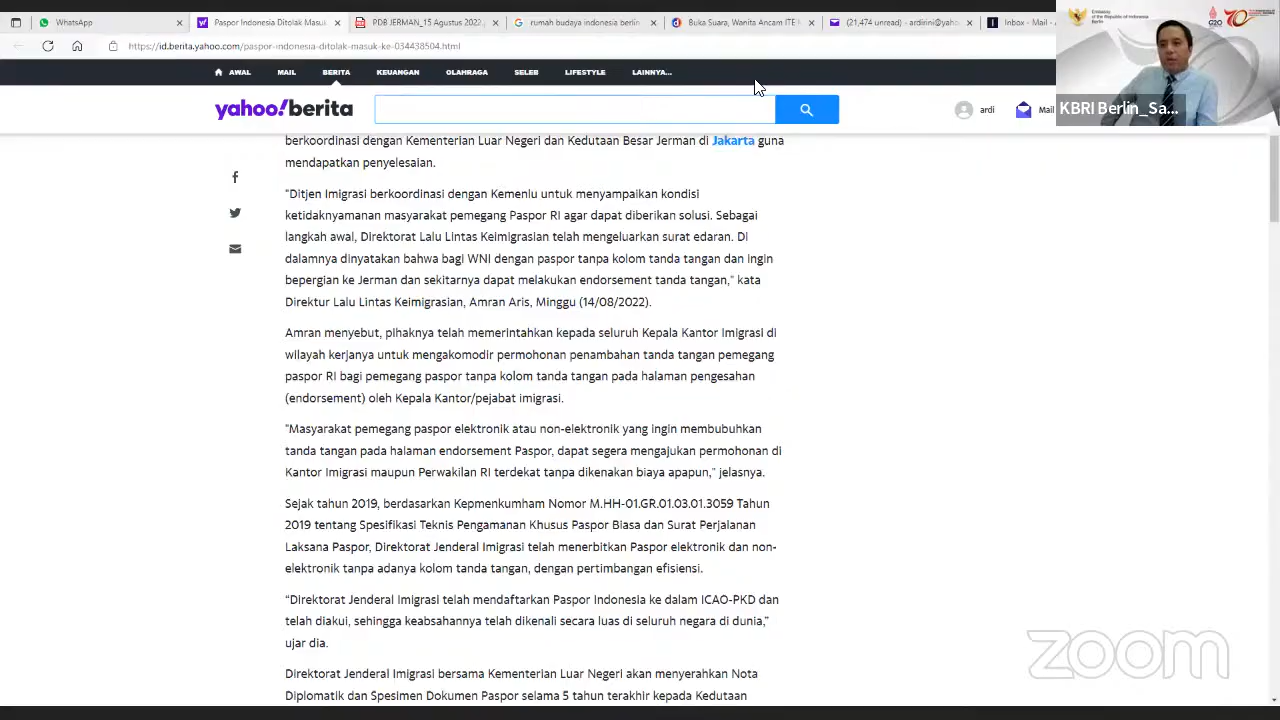 WhatsApp
Paspor Indonesia Ditolak Masuk
PDB JERMAN_15 Agustus 2022
rumah budaya indonesia berlin
Buka Suara, Wanita Ancam ITE
(21,474 unread) - ardikini@yaho
Inbox - Mail -
https://id.berita.yahoo.com/paspor-indonesia-ditolak-masuk-ke-034438504.html
Embassy
of the Republic of Indonesia
Berlin
G20
AWAL MAIL BERITA KEUANGAN OLAHRAGA SELEB LIFESTYLE LAINNYA...
yahoo!berita
ardi
Mail
KBRI Berlin_Sa...
berkoordinasi dengan Kementerian Luar Negeri dan Kedutaan Besar Jerman di Jakarta guna
mendapatkan penyelesaian.
"Ditjen Imigrasi berkoordinasi dengan Kemenlu untuk menyampaikan kondisi
ketidaknyamanan masyarakat pemegang Paspor RI agar dapat diberikan solusi. Sebagai
langkah awal, Direktorat Lalu Lintas Keimigrasian telah mengeluarkan surat edaran. Di
dalamnya dinyatakan bahwa bagi WNI dengan paspor tanpa kolom tanda tangan dan ingin
bepergian ke Jerman dan sekitarnya dapat melakukan endorsement tanda tangan," kata
Direktur Lalu Lintas Keimigrasian, Amran Aris, Minggu (14/08/2022).
Amran menyebut, pihaknya telah memerintahkan kepada seluruh Kepala Kantor Imigrasi di
wilayah kerjanya untuk mengakomodir permohonan penambahan tanda tangan pemegang
paspor RI bagi pemegang paspor tanpa kolom tanda tangan pada halaman pengesahan
(endorsement) oleh Kepala Kantor/pejabat imigrasi.
"Masyarakat pemegang paspor elektronik atau non-elektronik yang ingin membubuhkan
tanda tangan pada halaman endorsement Paspor, dapat segera mengajukan permohonan di
Kantor Imigrasi maupun Perwakilan RI terdekat tanpa dikenakan biaya apapun," jelasnya.
Sejak tahun 2019, berdasarkan Kepmenkumham Nomor M.HH-01.GR.01.03.01.3059 Tahun
2019 tentang Spesifikasi Teknis Pengamanan Khusus Paspor Biasa dan Surat Perjalanan
Laksana Paspor, Direktorat Jenderal Imigrasi telah menerbitkan Paspor elektronik dan non-
elektronik tanpa adanya kolom tanda tangan, dengan pertimbangan efisiensi.
“Direktorat Jenderal Imigrasi telah mendaftarkan Paspor Indonesia ke dalam ICAO-PKD dan
telah diakui, sehingga keabsahannya telah dikenali secara luas di seluruh negara di dunia,”
ujar dia.
Direktorat Jenderal Imigrasi bersama Kementerian Luar Negeri akan menyerahkan Nota
Diplomatik dan Spesimen Dokumen Paspor selama 5 tahun terakhir kepada Kedutaan
zoom